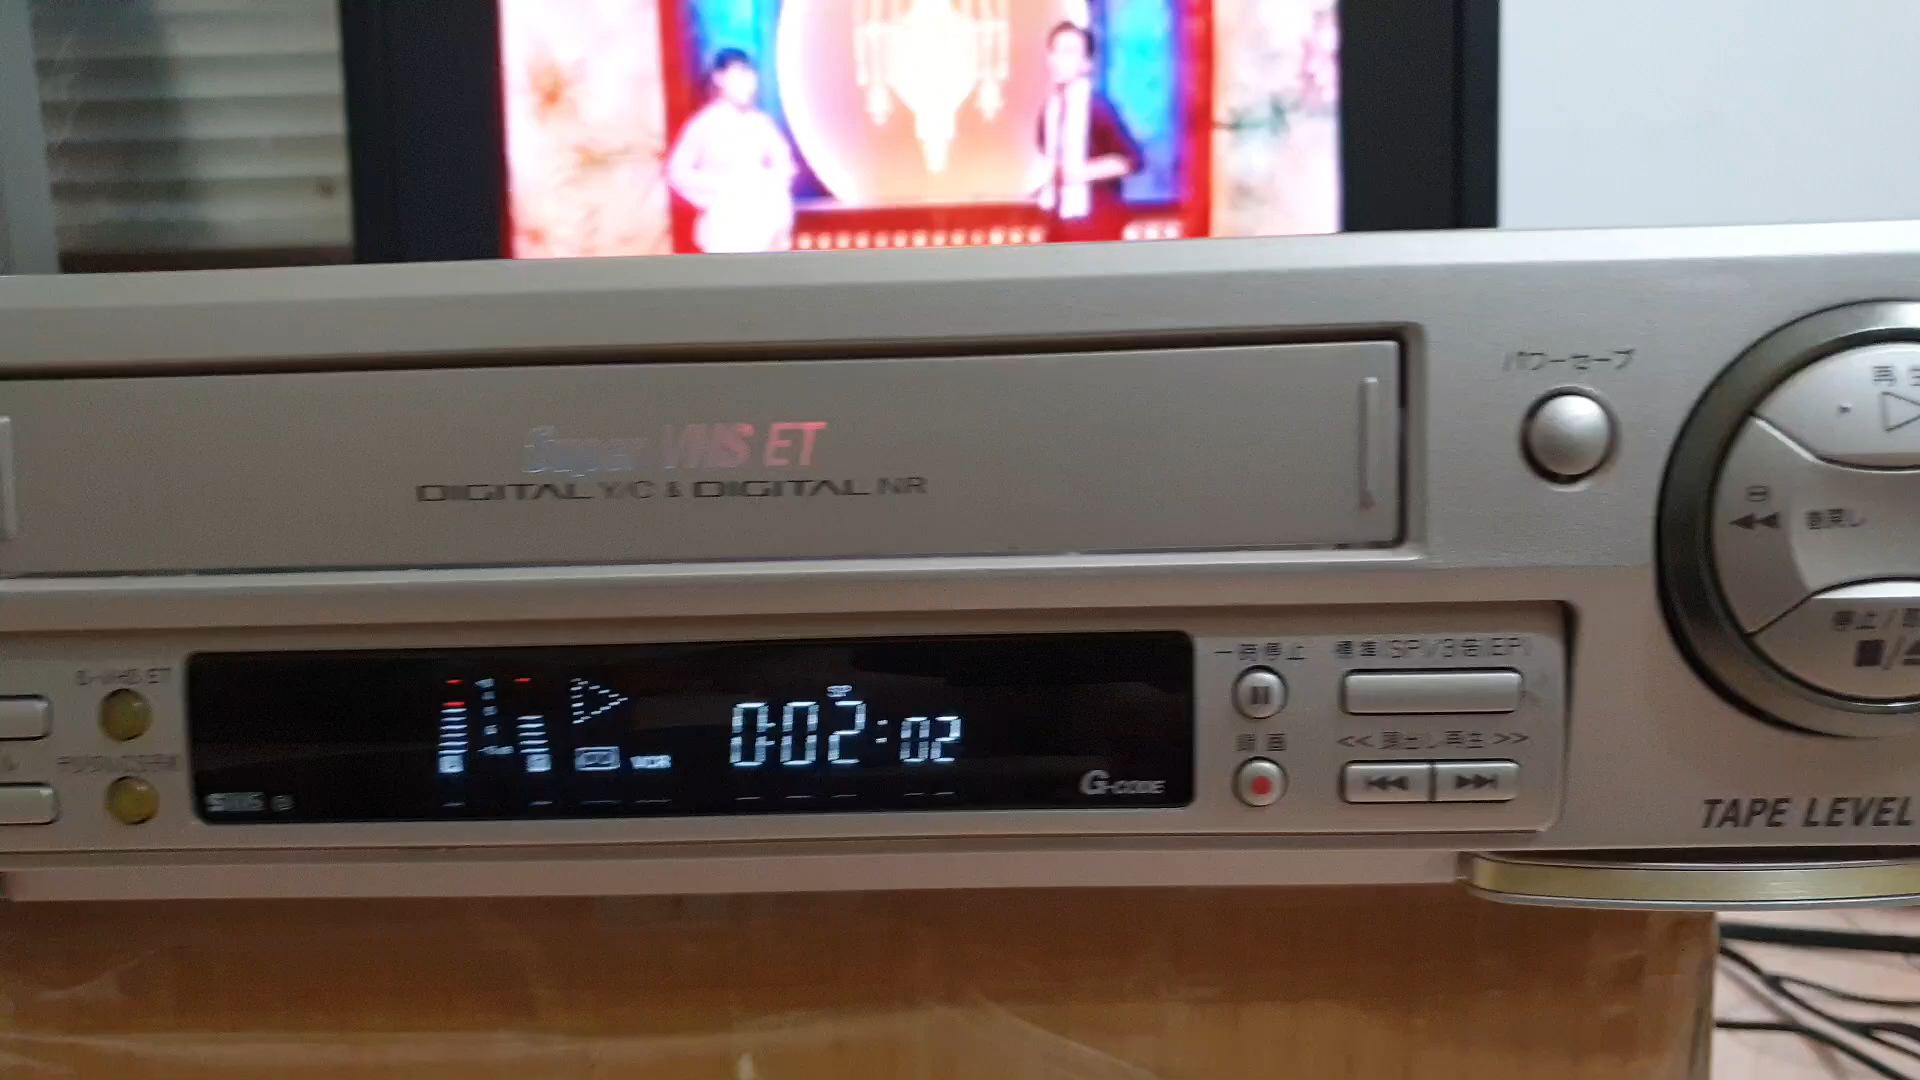 パワーセーブ
再生
Super VHS ET
DIGITAL Y/C & DIGITAL NR
巻戻し
一時停止
標準(SP)/3倍(EP)
停止/取
S-VHS ET
SP
0:02:02
VCR
録画
<< 頭出し再生 >>
G-CODE
SVHS
TAPE LEVEL